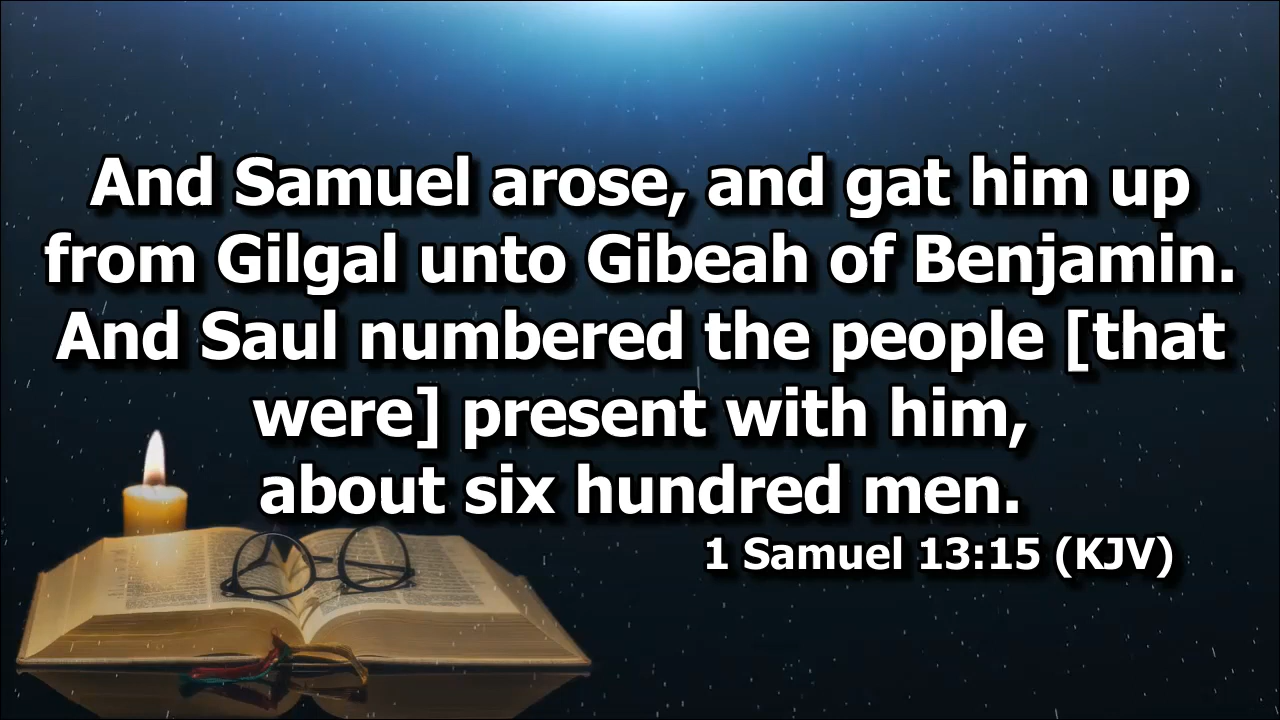 And Samuel arose, and gat him up
from Gilgal unto Gibeah of Benjamin.
And Saul numbered the people [that
were] present with him,
about six hundred men.
1 Samuel 13:15 (KJV)